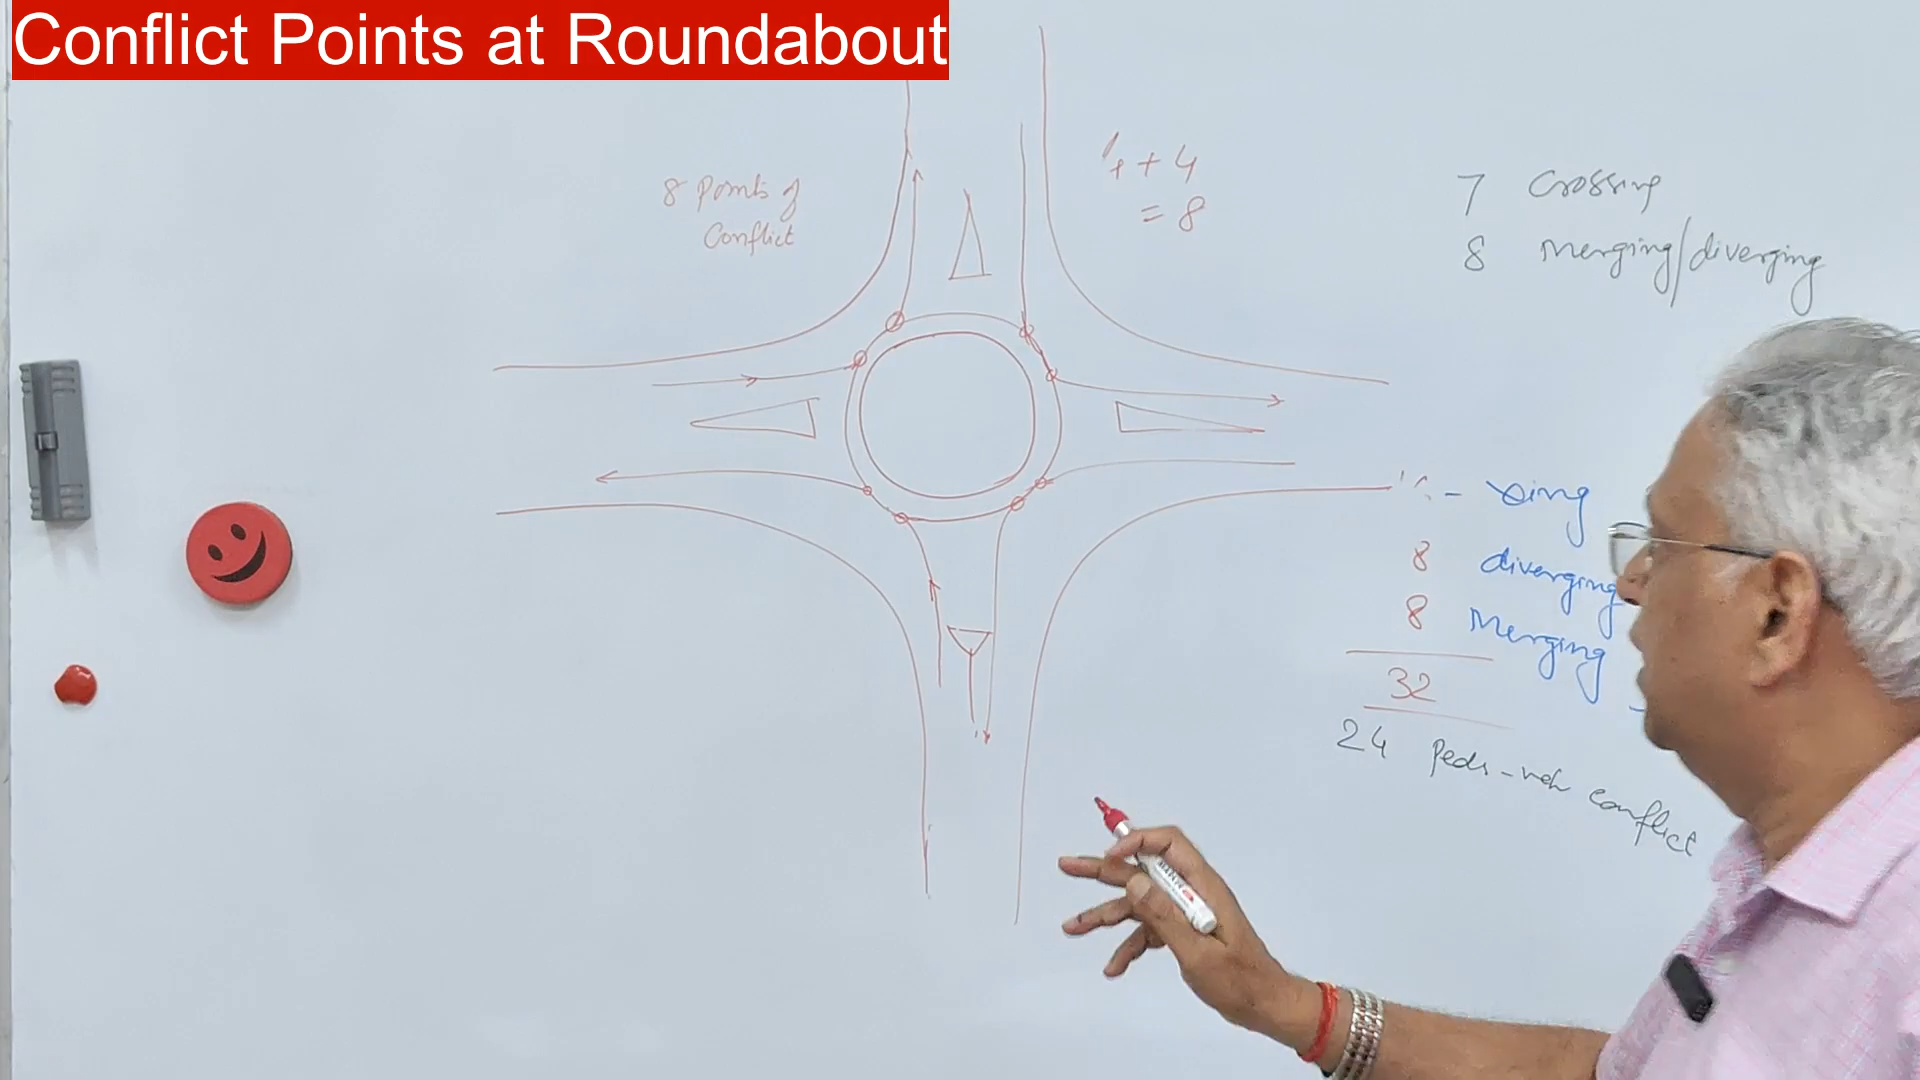 Conflict Points at Roundabout
8 Points of
Conflict
4 + 4
= 8
7 Crossing
8 Merging/diverging
- Xing
8 diverging
8 Merging
32
24 Peds-veh conflict